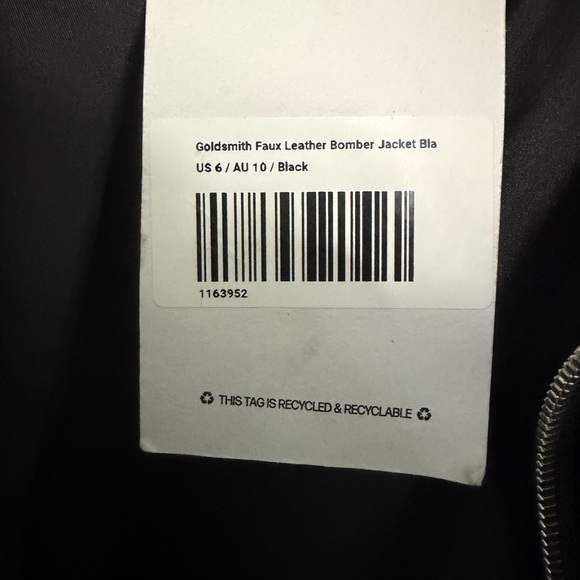 Goldsmith Faux Leather Bomber Jacket Bla
US 6 / AU 10 / Black
1163952
THIS TAG IS RECYCLED & RECYCLABLE